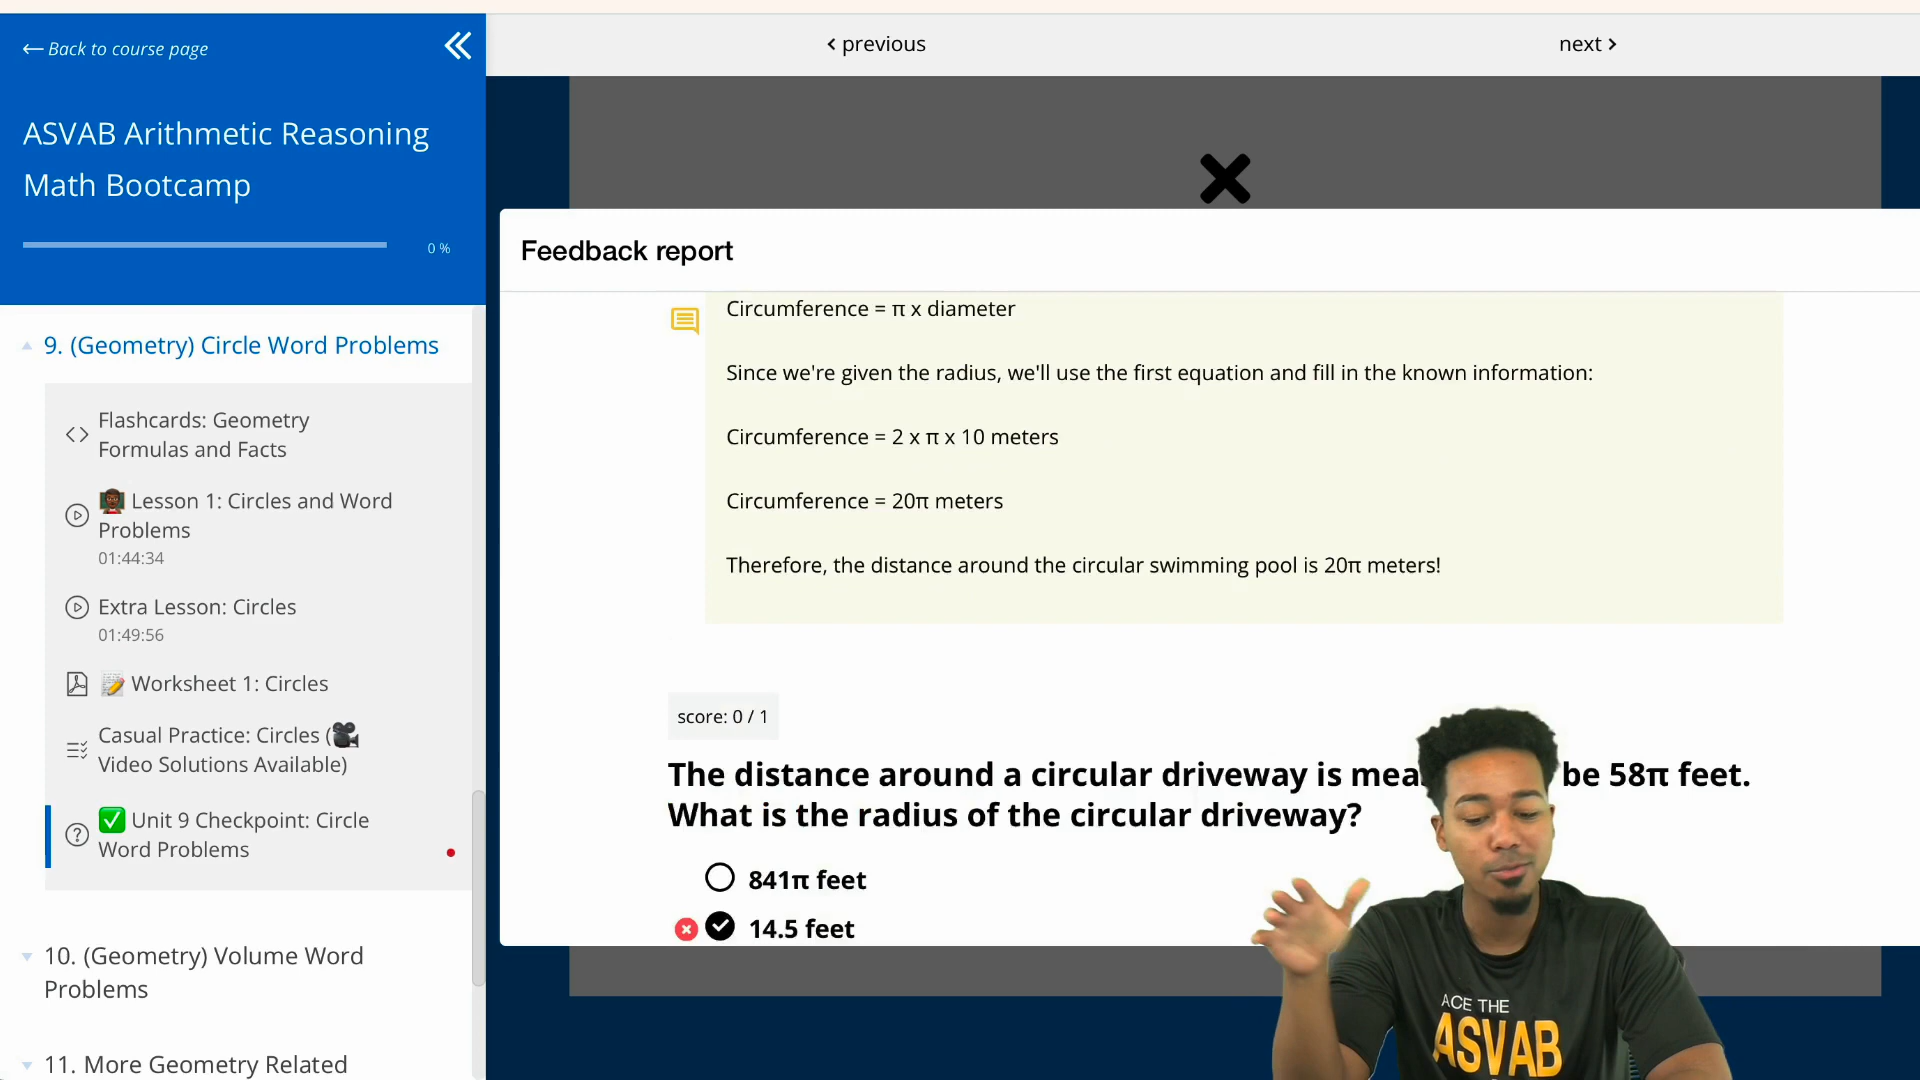 Back to course page
previous
next
ASVAB Arithmetic Reasoning
Math Bootcamp
0 %
9. (Geometry) Circle Word Problems
Flashcards: Geometry
Formulas and Facts
Lesson 1: Circles and Word
Problems
01:44:34
Extra Lesson: Circles
01:49:56
Worksheet 1: Circles
Casual Practice: Circles (
Video Solutions Available)
Unit 9 Checkpoint: Circle
Word Problems
10. (Geometry) Volume Word
Problems
11. More Geometry Related
Feedback report
Circumference = π x diameter
Since we're given the radius, we'll use the first equation and fill in the known information:
Circumference = 2 x π x 10 meters
Circumference = 20π meters
Therefore, the distance around the circular swimming pool is 20π meters!
score: 0 / 1
The distance around a circular driveway is be 58π feet.
What is the radius of the circular driveway?
841π feet
14.5 feet
ACE THE
ASVAB